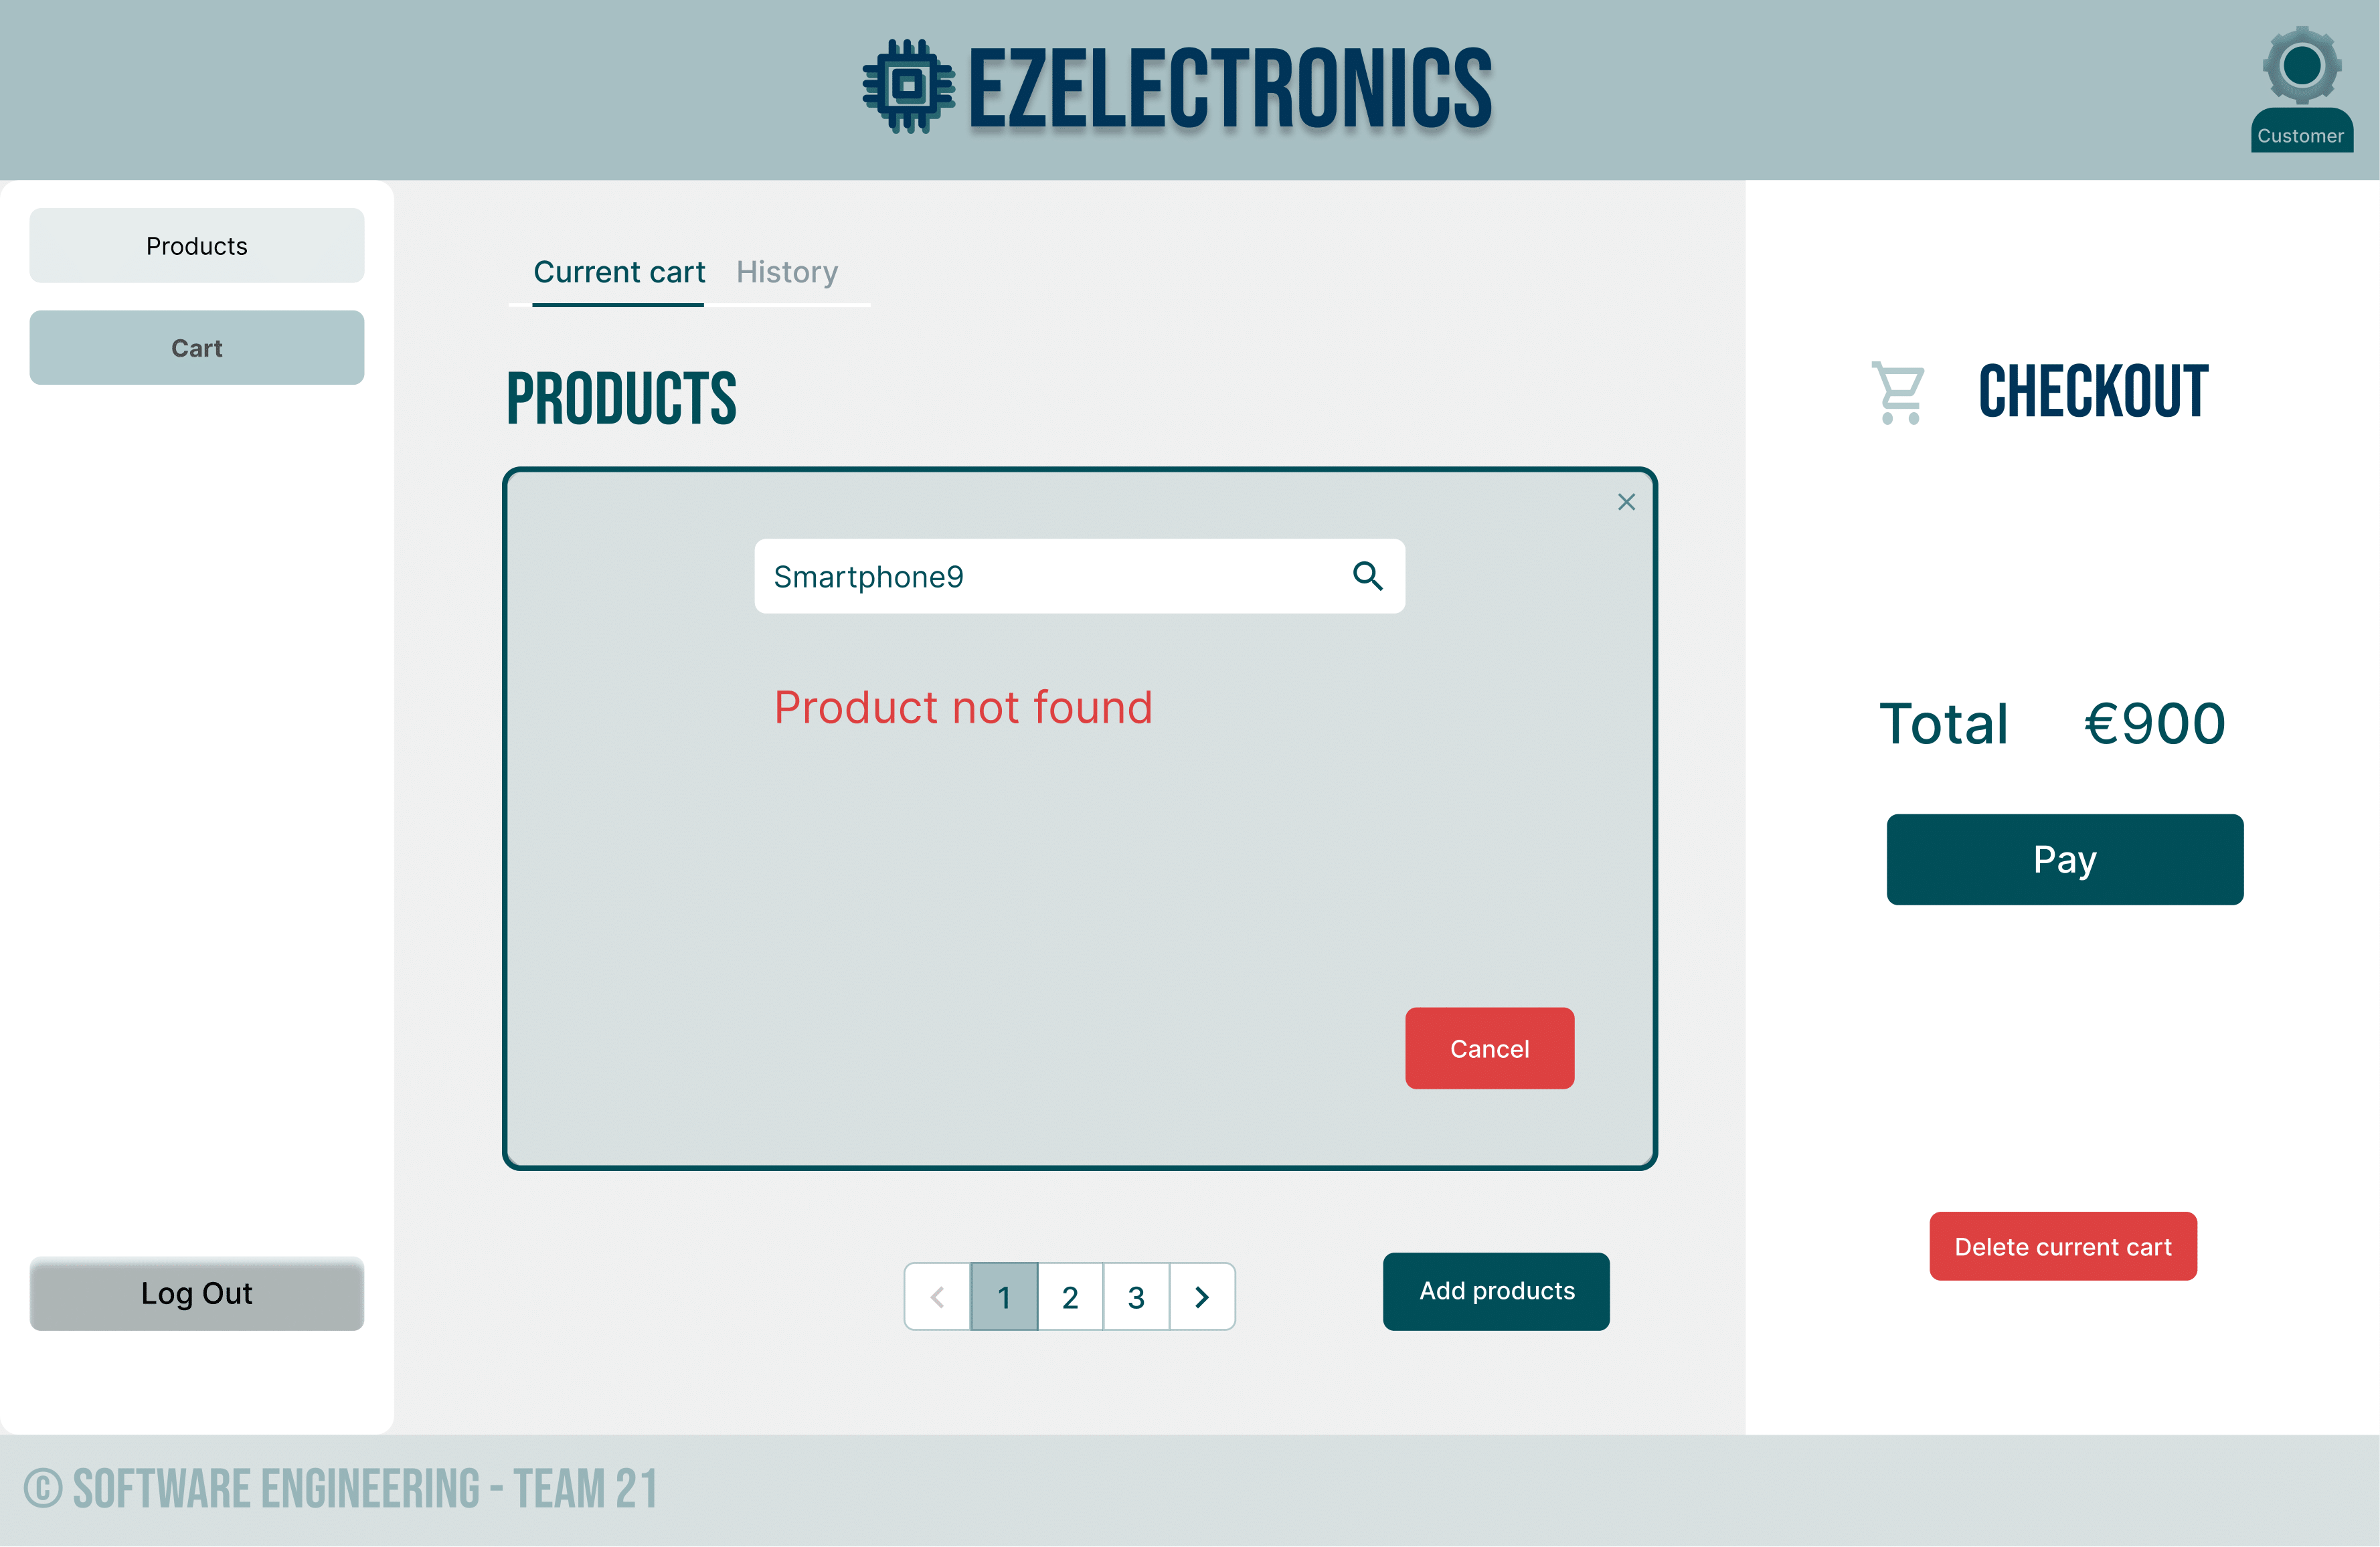 EZELECTRONICS
Customer
Products
Cart
Log Out
Current cart
History
PRODUCTS
Smartphone9
Product not found
Cancel
1
2
3
Add products
CHECKOUT
Total €900
Pay
Delete current cart
© SOFTWARE ENGINEERING - TEAM 21